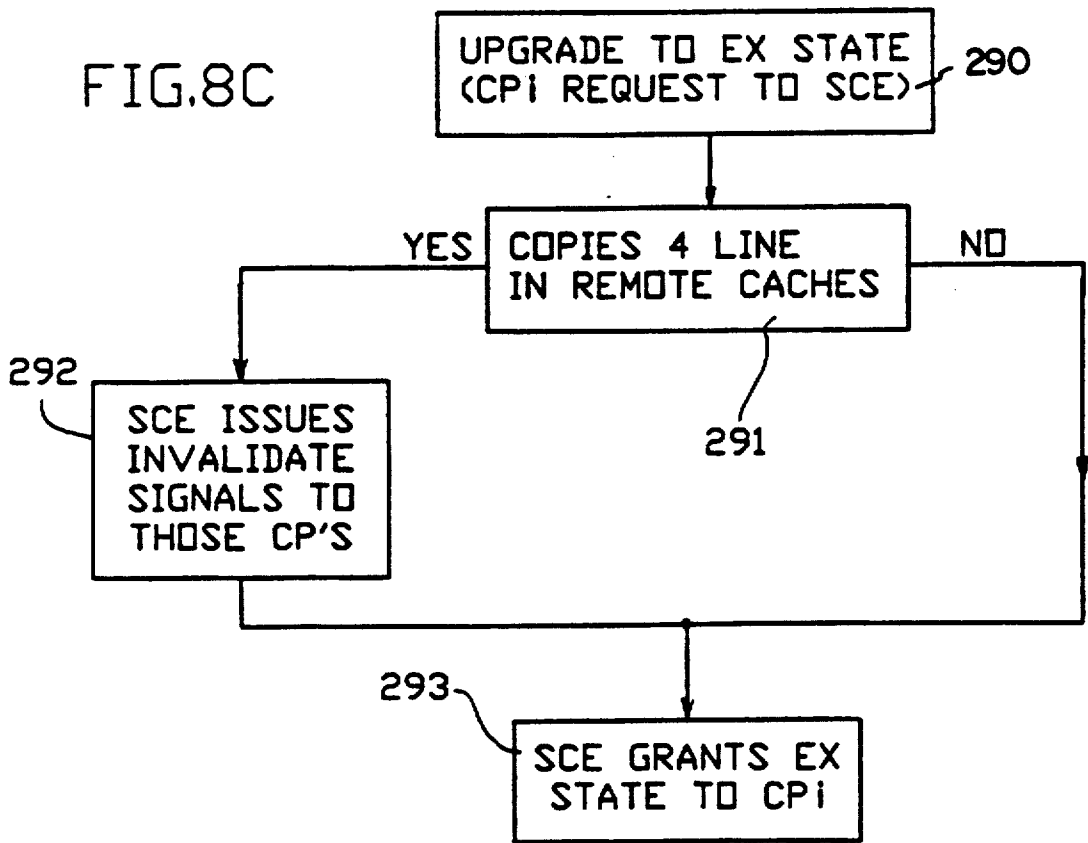 FIG.8C
UPGRADE TO EX STATE
(CPi REQUEST TO SCE)
290
YES
COPIES 4 LINE
IN REMOTE CACHES
NO
291
292
SCE ISSUES
INVALIDATE
SIGNALS TO
THOSE CP'S
293
SCE GRANTS EX
STATE TO CPi